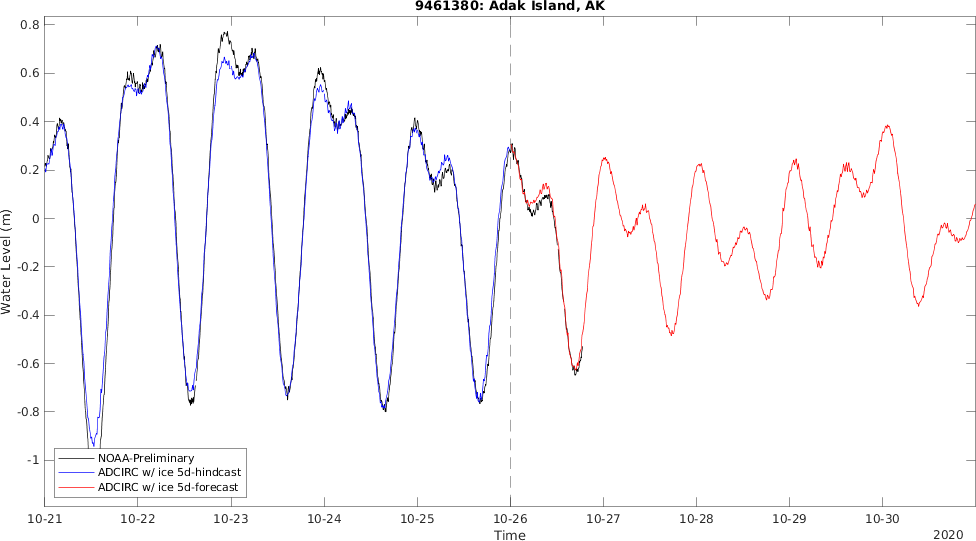 9461380: Adak Island, AK
Water Level (m)
0.8
0.6
0.4
0.2
0
-0.2
-0.4
-0.6
-0.8
-1
NOAA-Preliminary
ADCIRC w/ ice 5d-hindcast
ADCIRC w/ ice 5d-forecast
10-21 10-22 10-23 10-24 10-25 10-26 10-27 10-28 10-29 10-30
Time
2020